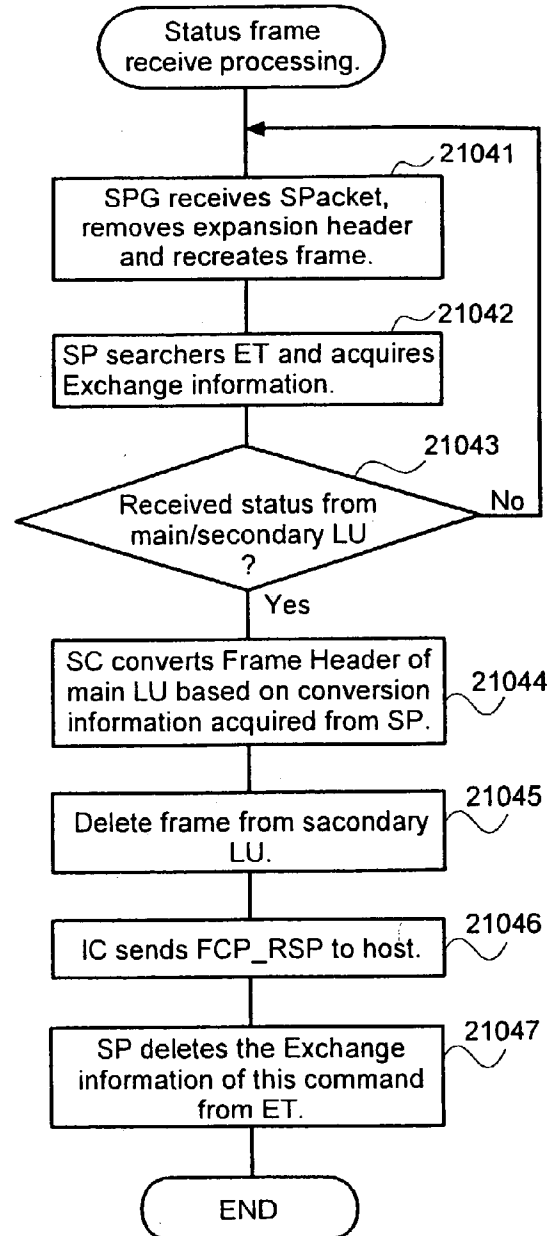 Status frame
receive processing.
21041
SPG receives SPacket,
removes expansion header
and recreates frame.
21042
SP searchers ET and acquires
Exchange information.
21043
Received status from
main/secondary LU
?
No
Yes
SC converts Frame Header of
main LU based on conversion
information acquired from SP.
21044
21045
Delete frame from sacondary
LU.
IC sends FCP_RSP to host.
21046
SP deletes the Exchange
information of this command
from ET.
21047
END